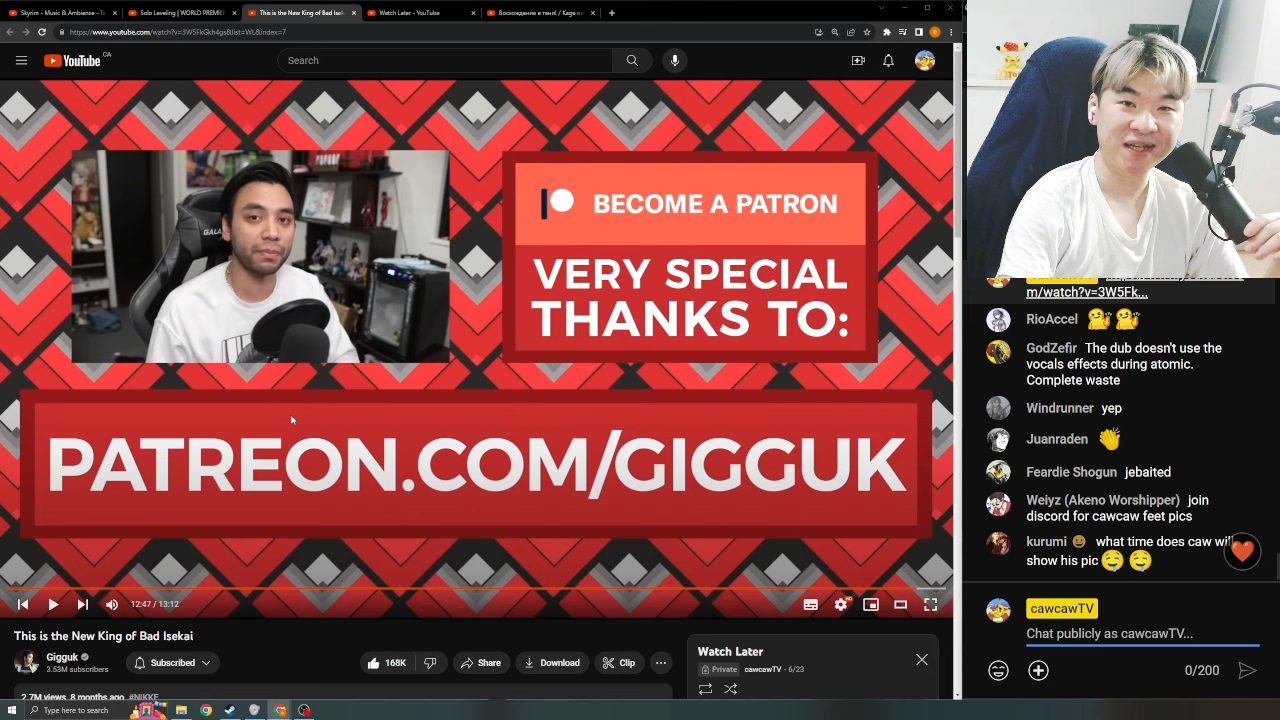 Skyrim - Music & Ambience - Te
Solo Leveling | WORLD PREMIE
This is the New King of Bad Isek
Watch Later - YouTube
Восхождение в тени! / Kage n
https://www.youtube.com/watch?v=3W5FkGkh4gs&list=WL&index=7
YouTube CA
Search
BECOME A PATRON
VERY SPECIAL
THANKS TO:
PATREON.COM/GIGGUK
12:47 / 13:12
HD
This is the New King of Bad Isekai
Gigguk
3.53M subscribers
Subscribed
168K
Share
Download
Clip
2.7M views, 8 months ago #NIKKE
Watch Later
Private cawcawTV - 6/23
m/watch?v=3W5Fk...
RioAccel
GodZefir The dub doesn't use the
vocals effects during atomic.
Complete waste
Windrunner yep
Juanraden
Feardie Shogun jebaited
Weiyz (Akeno Worshipper) join
discord for cawcaw feet pics
kurumi what time does caw will
show his pic
cawcawTV
Chat publicly as cawcawTV...
0/200
Type here to search